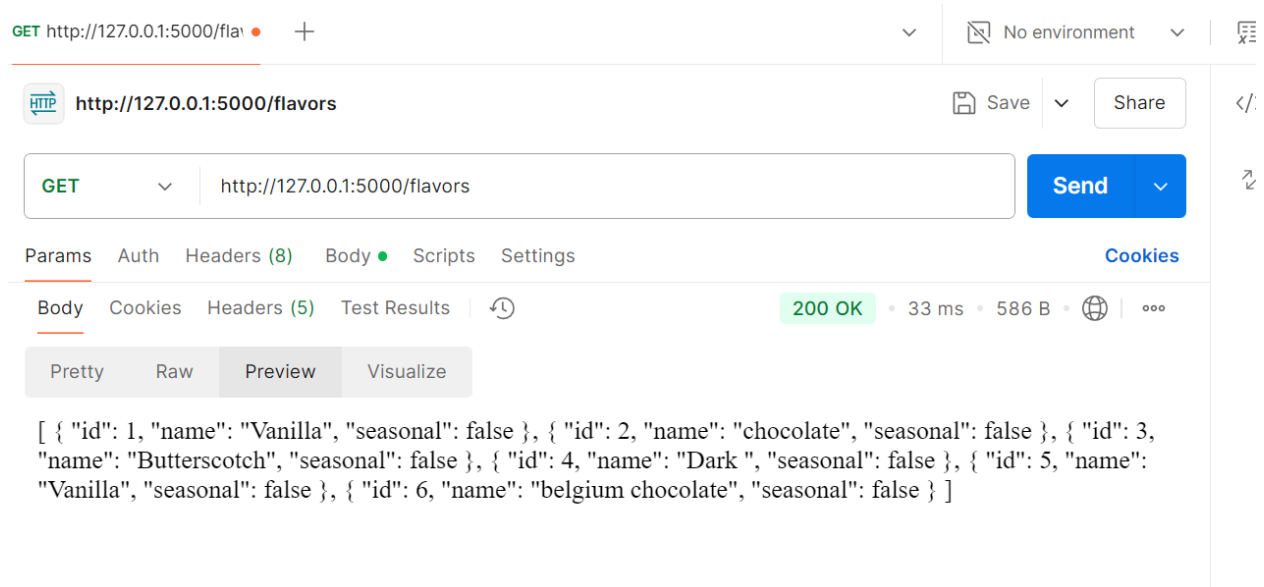 GET http://127.0.0.1:5000/fla
No environment
HTTP http://127.0.0.1:5000/flavors
Save
Share
GET
http://127.0.0.1:5000/flavors
Send
Params Auth Headers (8) Body Scripts Settings
Cookies
Body Cookies Headers (5) Test Results
200 OK 33 ms 586 B
Pretty Raw Preview Visualize
[ { "id": 1, "name": "Vanilla", "seasonal": false }, { "id": 2, "name": "chocolate", "seasonal": false }, { "id": 3,
"name": "Butterscotch", "seasonal": false }, { "id": 4, "name": "Dark ", "seasonal": false }, { "id": 5, "name":
"Vanilla", "seasonal": false }, { "id": 6, "name": "belgium chocolate", "seasonal": false } ]